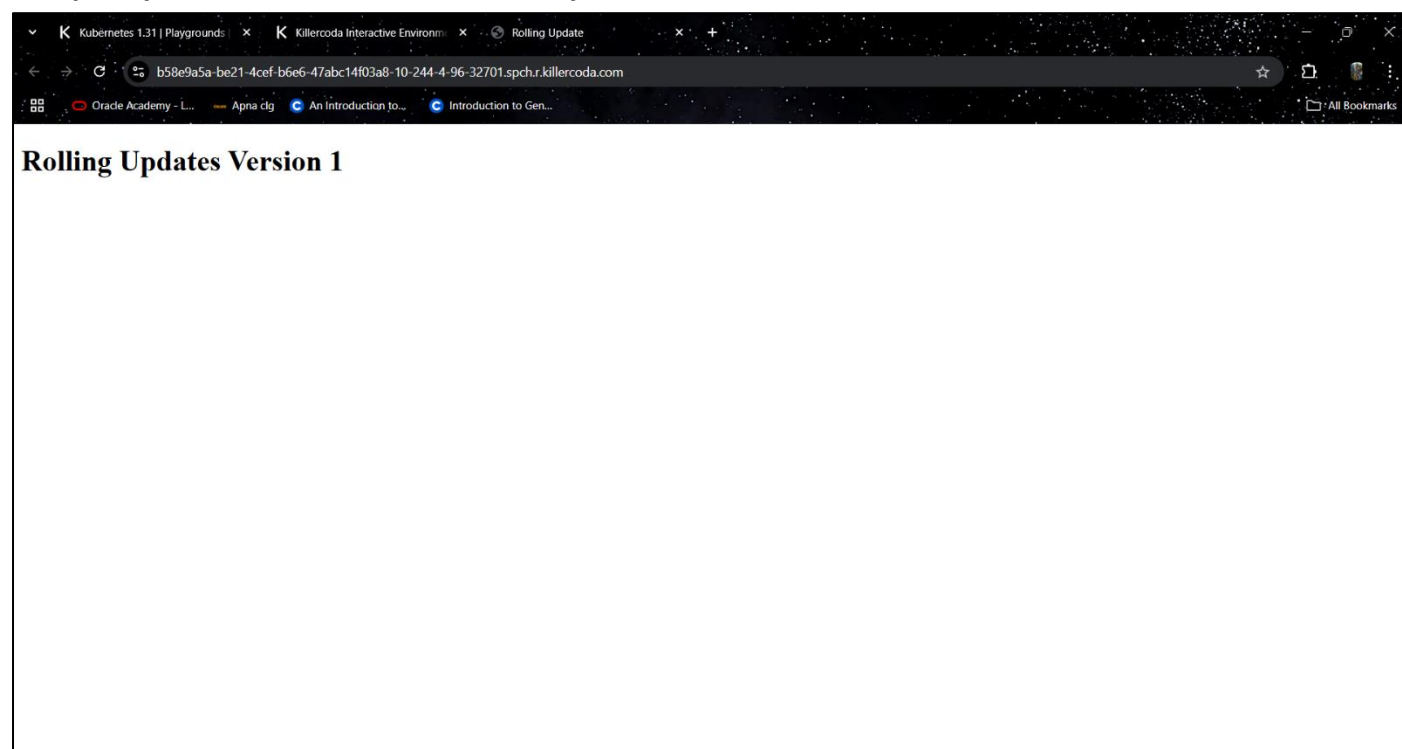 Kubernetes 1.31 | Playgrounds
Killercoda Interactive Environm
Rolling Update
b58e9a5a-be21-4cef-b6e6-47abc14f03a8-10-244-4-96-32701.spch.r.killercoda.com
Oracle Academy - L...
Apna clg
An Introduction to...
Introduction to Gen...
All Bookmarks
Rolling Updates Version 1